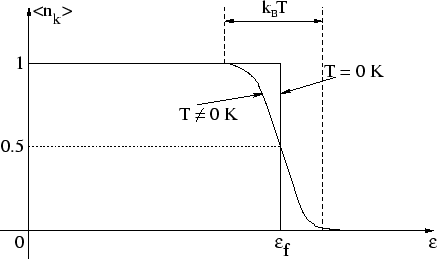 <n_k>
k_BT
1
T = 0 K
T ≠ 0 K
0.5
0
ε_f
ε